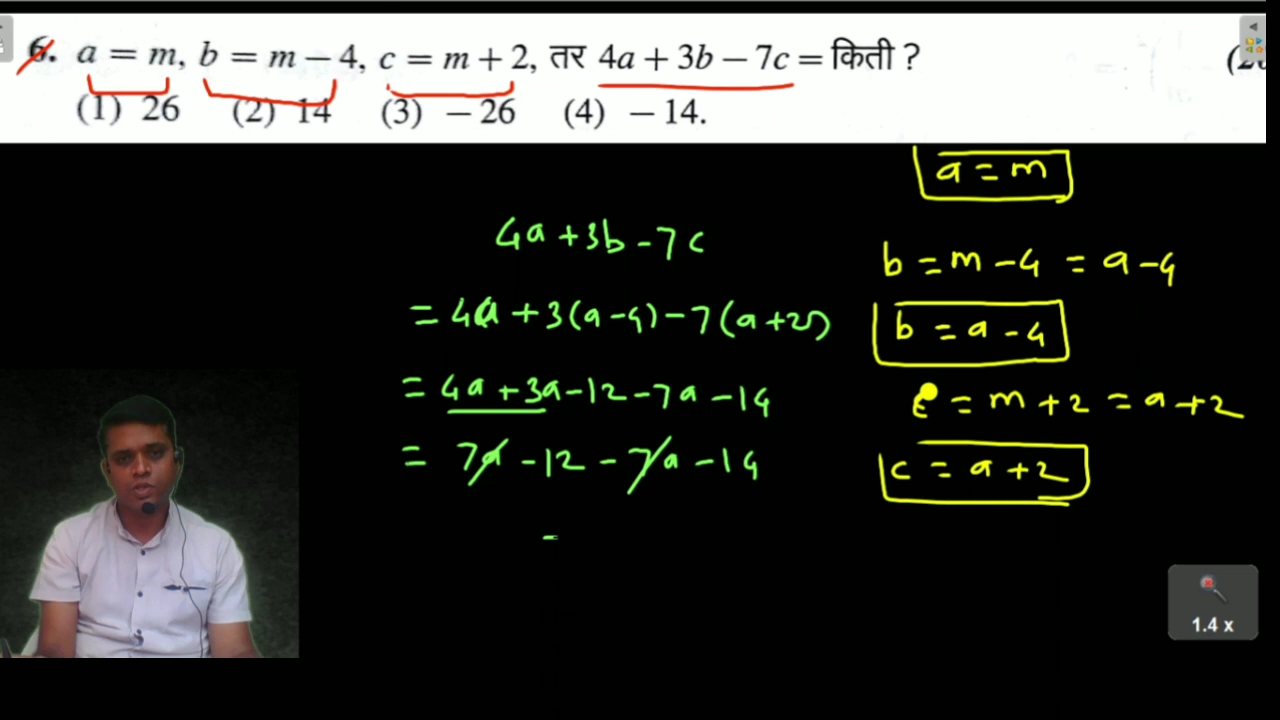 6. a = m, b = m − 4, c = m + 2, तर 4a + 3b − 7c = किती ?
(1) 26 (2) 14 (3) − 26 (4) − 14.
a = m
4a + 3b - 7c
b = m - 4 = a - 4
= 4a + 3(a - 4) - 7(a + 2)
b = a - 4
= 4a + 3a - 12 - 7a - 14
c = m + 2 = a + 2
= 7a - 12 - 7a - 14
c = a + 2
-
1.4 x